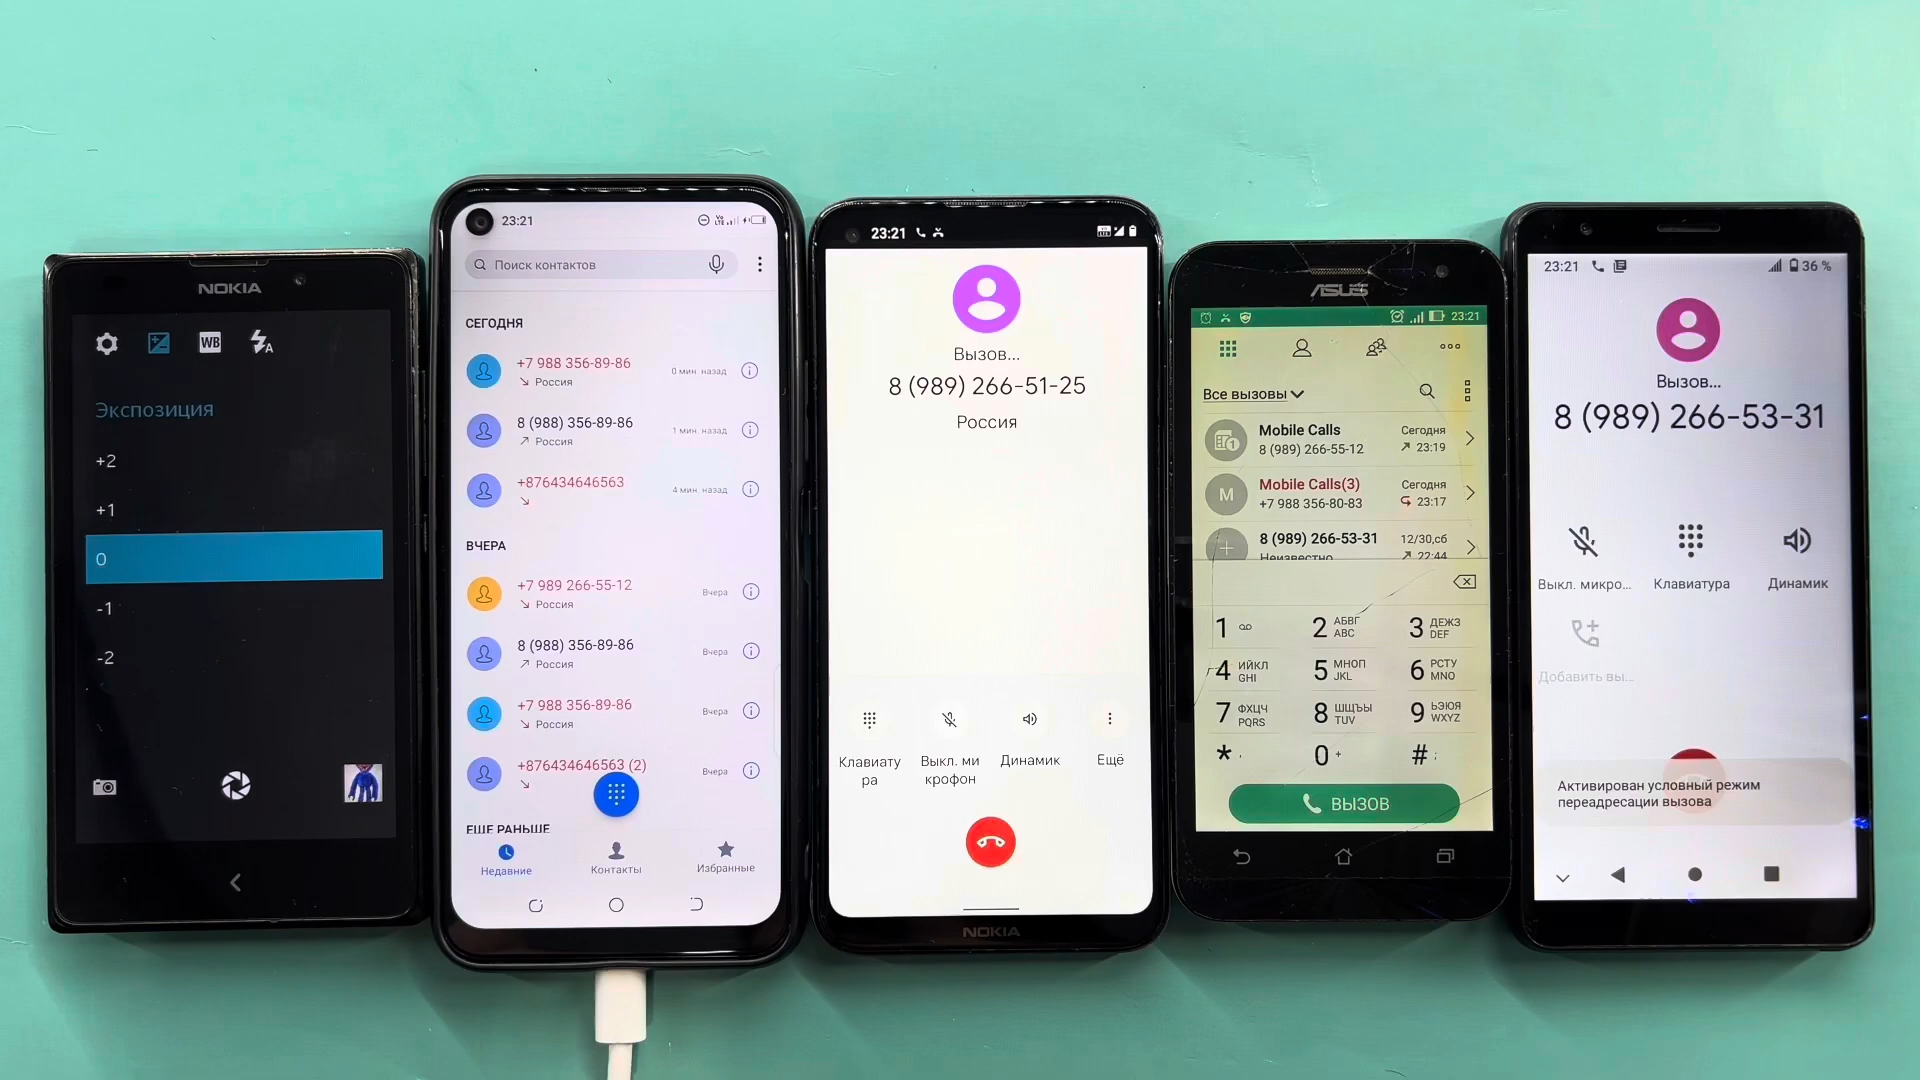 NOKIA
WB
A
Экспозиция
+2
+1
0
-1
-2
23:21
Поиск контактов
СЕГОДНЯ
+7 988 356-89-86
Россия
0 мин. назад
8 (988) 356-89-86
Россия
1 мин. назад
+876434646563
4 мин. назад
ВЧЕРА
+7 989 266-55-12
Россия
Вчера
8 (988) 356-89-86
Россия
Вчера
+7 988 356-89-86
Россия
Вчера
+876434646563 (2)
Вчера
ЕЩЕ РАНЬШЕ
Недавние
Контакты
Избранные
23:21
Вызов...
8 (989) 266-51-25
Россия
Клавиату
ра
Выкл. ми
крофон
Динамик
Ещё
NOKIA
ASUS
23:21
Все вызовы
Mobile Calls
8 (989) 266-55-12
Сегодня
23:19
1
M
Mobile Calls(3)
+7 988 356-80-83
Сегодня
23:17
8 (989) 266-53-31
Неизвестно
12/30,сб
22:44
1
2 АБВГ
ABC
3 ДЕЖЗ
DEF
4 ИЙКЛ
GHI
5 МНОП
JKL
6 РСТУ
MNO
7 ФХЦЧ
PQRS
8 ШЩЪЫ
TUV
9 ЬЭЮЯ
WXYZ
* ,
0 +
# ;
ВЫЗОВ
23:21
36 %
Вызов...
8 (989) 266-53-31
Выкл. микро...
Клавиатура
Динамик
Добавить вы...
Активирован условный режим
переадресации вызова